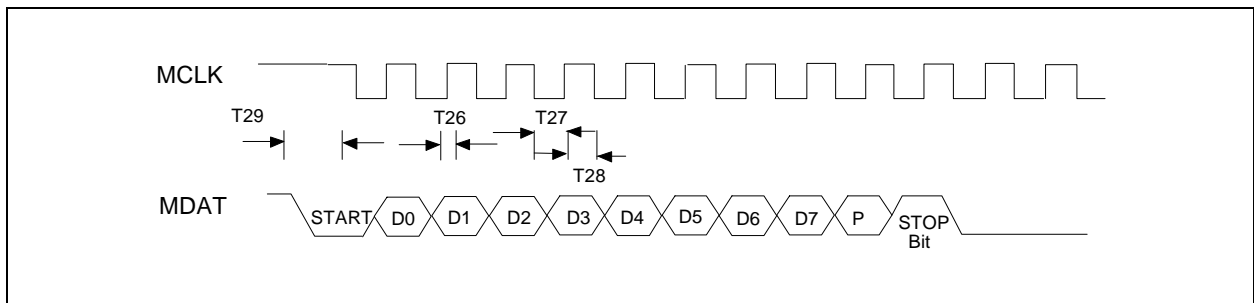 MCLK
T29
T26
T27
T28
MDAT
START
D0
D1
D2
D3
D4
D5
D6
D7
P
STOP
Bit